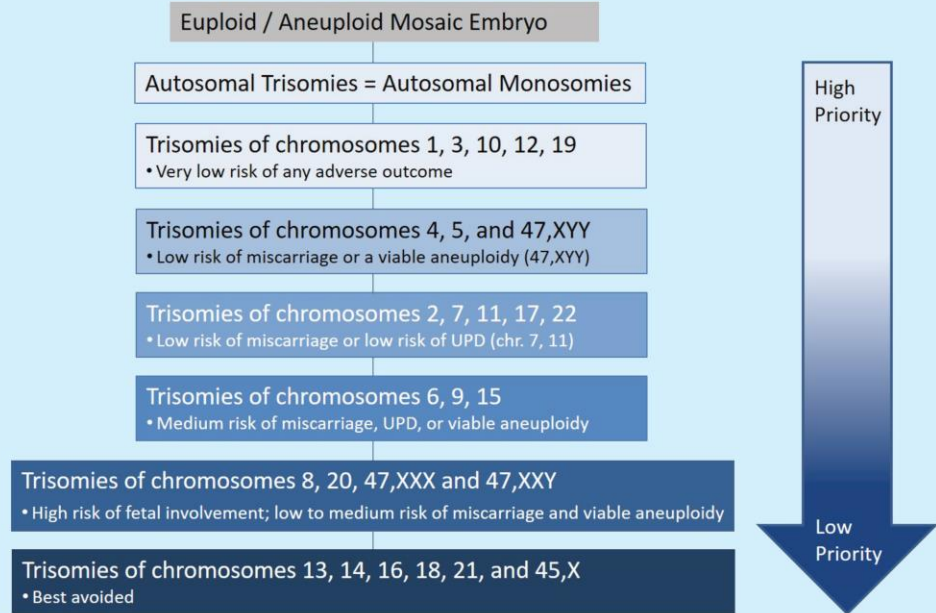 Euploid / Aneuploid Mosaic Embryo
Autosomal Trisomies = Autosomal Monosomies
Trisomies of chromosomes 1, 3, 10, 12, 19
• Very low risk of any adverse outcome
Trisomies of chromosomes 4, 5, and 47,XYY
• Low risk of miscarriage or a viable aneuploidy (47,XYY)
Trisomies of chromosomes 2, 7, 11, 17, 22
• Low risk of miscarriage or low risk of UPD (chr. 7, 11)
Trisomies of chromosomes 6, 9, 15
• Medium risk of miscarriage, UPD, or viable aneuploidy
Trisomies of chromosomes 8, 20, 47,XXX and 47,XXY
• High risk of fetal involvement; low to medium risk of miscarriage and viable aneuploidy
Trisomies of chromosomes 13, 14, 16, 18, 21, and 45,X
• Best avoided
High
Priority
Low
Priority